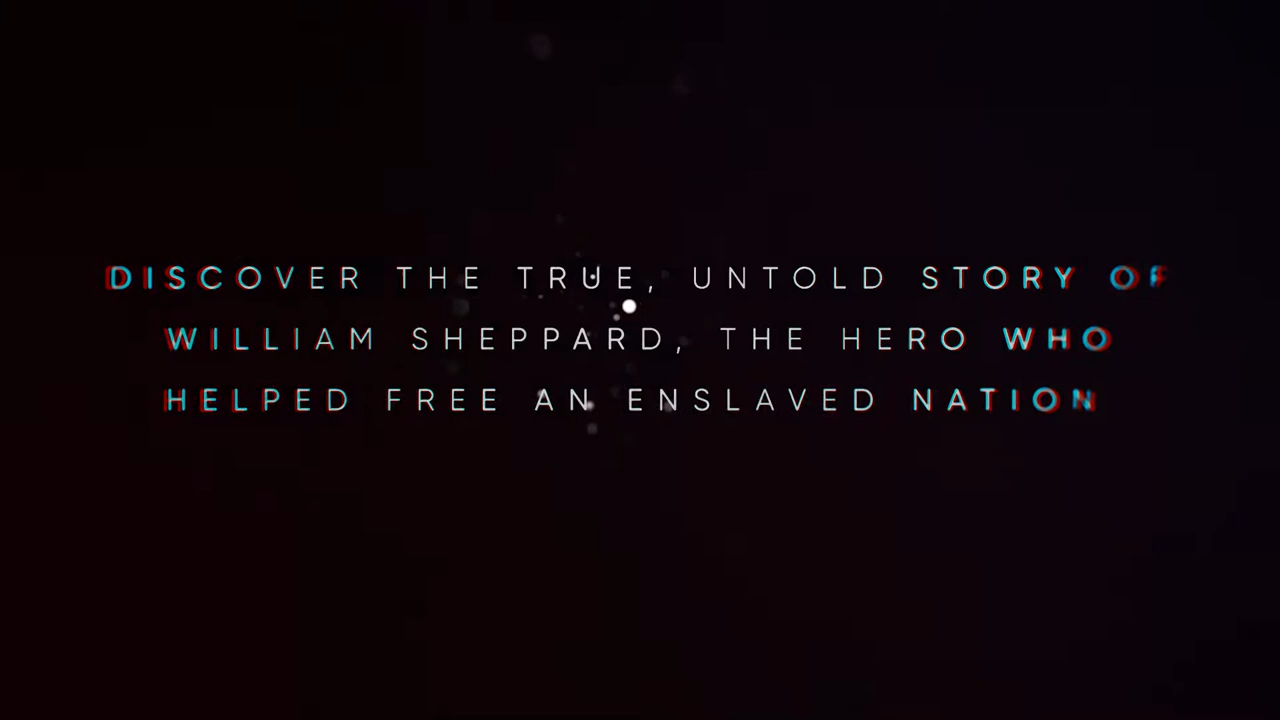 DISCOVER THE TRUE, UNTOLD STORY OF
WILLIAM SHEPPARD, THE HERO WHO
HELPED FREE AN ENSLAVED NATION